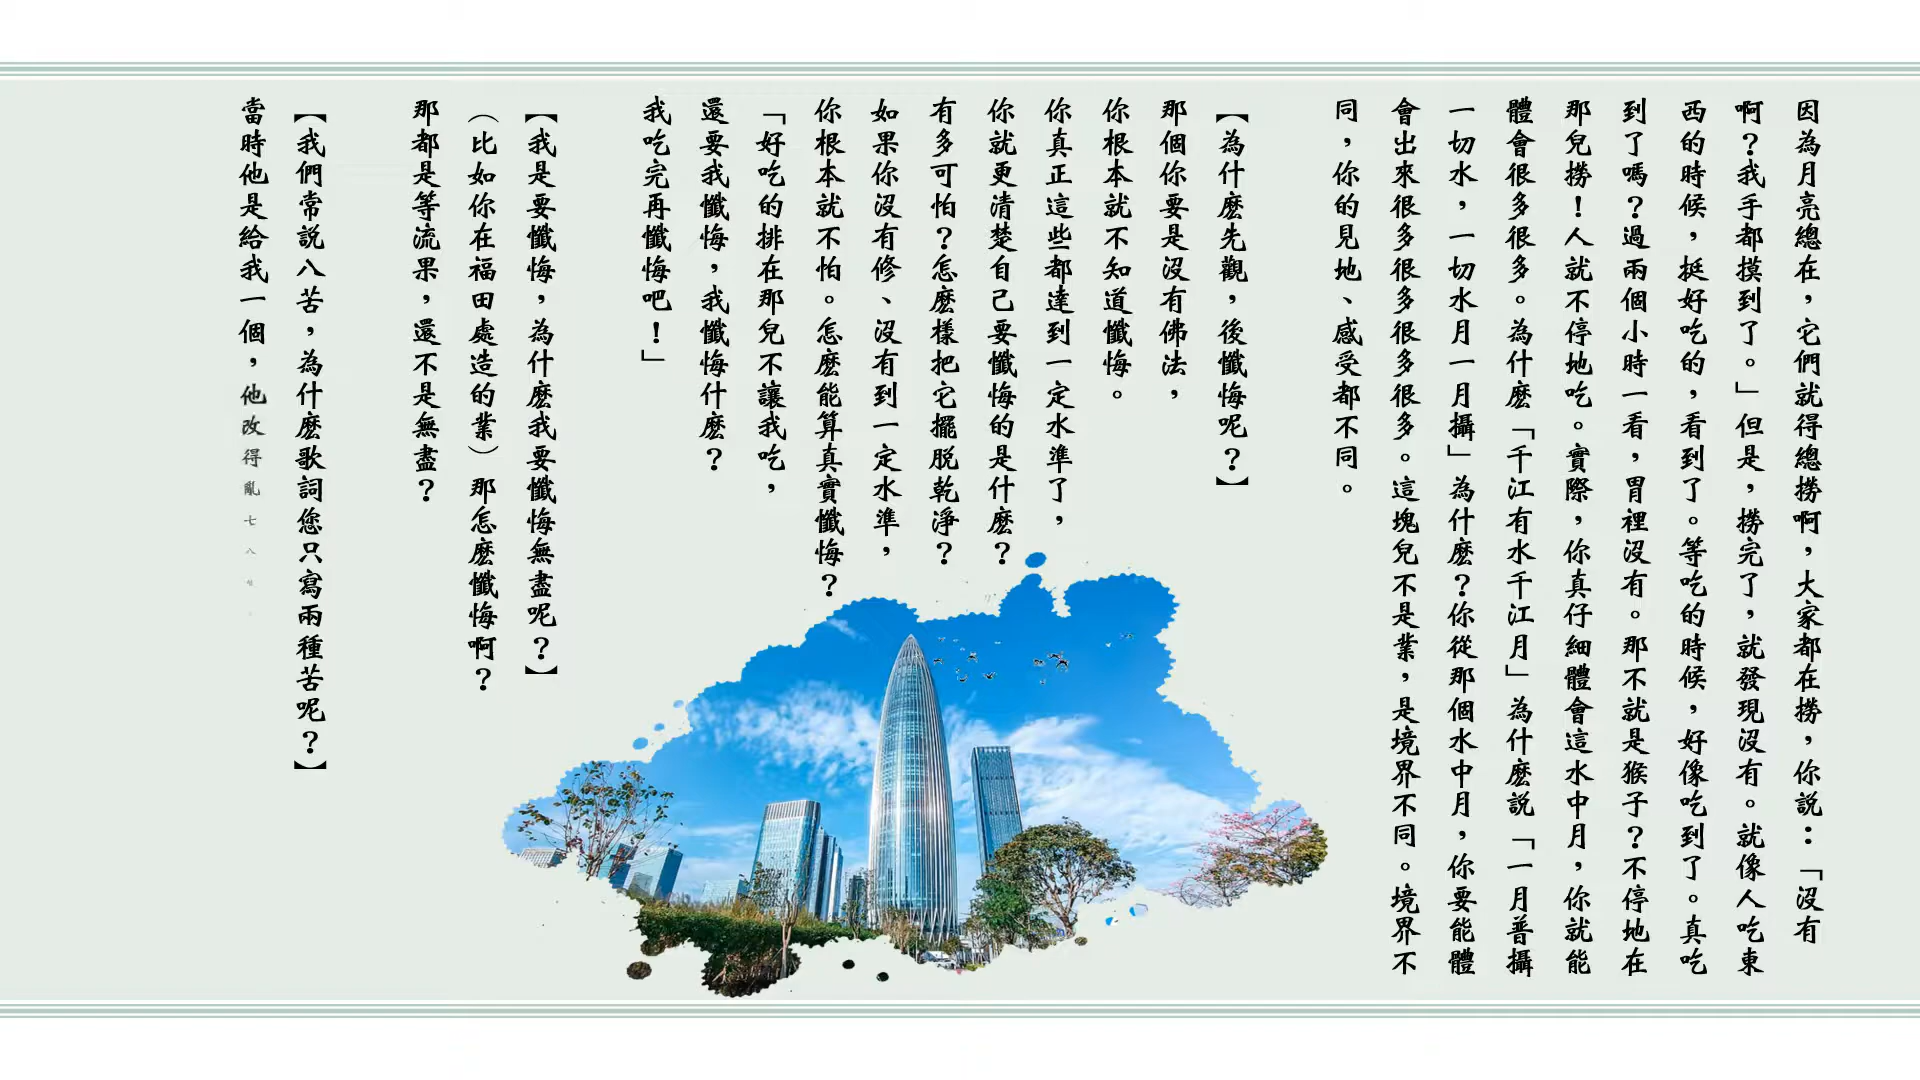 因為月亮總在，它們就得總撈啊，大家都在撈，你說：「沒有
啊？我手都摸到了。」但是，撈完了，就發現沒有。就像人吃東
西的時候，挺好吃的，看到了。等吃的時候，好像吃到了。真吃
到了嗎？過兩個小時一看，胃裡沒有。那不就是猴子？不停地在
那兒撈！人就不停地吃。實際，你真仔細體會這水中月，你就能
體會很多很多。為什麼「千江有水千江月」為什麼說「一月普攝
一切水，一切水月一月攝」為什麼？你從那個水中月，你要能體
會出來很多很多很多很多。這塊兒不是業，是境界不同。境界不
同，你的見地、感受都不同。
【為什麼先觀，後懺悔呢？】
那個你要是沒有佛法，
你根本就不知道懺悔。
你真正這些都達到一定水準了，
你就更清楚自己要懺悔的是什麼？
有多可怕？怎麼樣把它擺脫乾淨？
如果你沒有修、沒有到一定水準，
你根本就不怕。怎麼能算真實懺悔？
「好吃的排在那兒不讓我吃，
還要我懺悔，我懺悔什麼？
我吃完再懺悔吧！」
【我是要懺悔，為什麼我要懺悔無盡呢？】
（比如你在福田處造的業）那怎麼懺悔啊？
那都是等流果，還不是無盡？
【我們常說八苦，為什麼歌詞您只寫兩種苦呢？】
當時他是給我一個，他改得亂七八